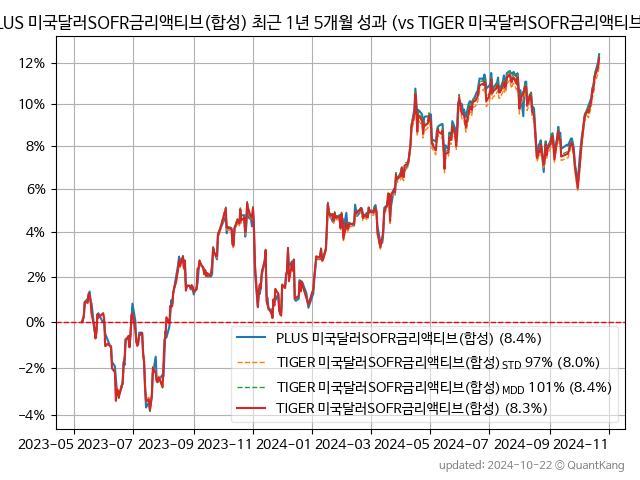 PLUS 미국달러SOFR금리액티브(합성) 최근 1년 5개월 성과 (vs TIGER 미국달러SOFR금리액티브
12%
10%
8%
6%
4%
2%
0%
−2%
−4%
PLUS 미국달러SOFR금리액티브(합성) (8.4%)
TIGER 미국달러SOFR금리액티브(합성) STD 97% (8.0%)
TIGER 미국달러SOFR금리액티브(합성) MDD 101% (8.4%)
TIGER 미국달러SOFR금리액티브(합성) (8.3%)
2023-05 2023-07 2023-09 2023-11 2024-01 2024-03 2024-05 2024-07 2024-09 2024-11
updated: 2024-10-22 © QuantKang